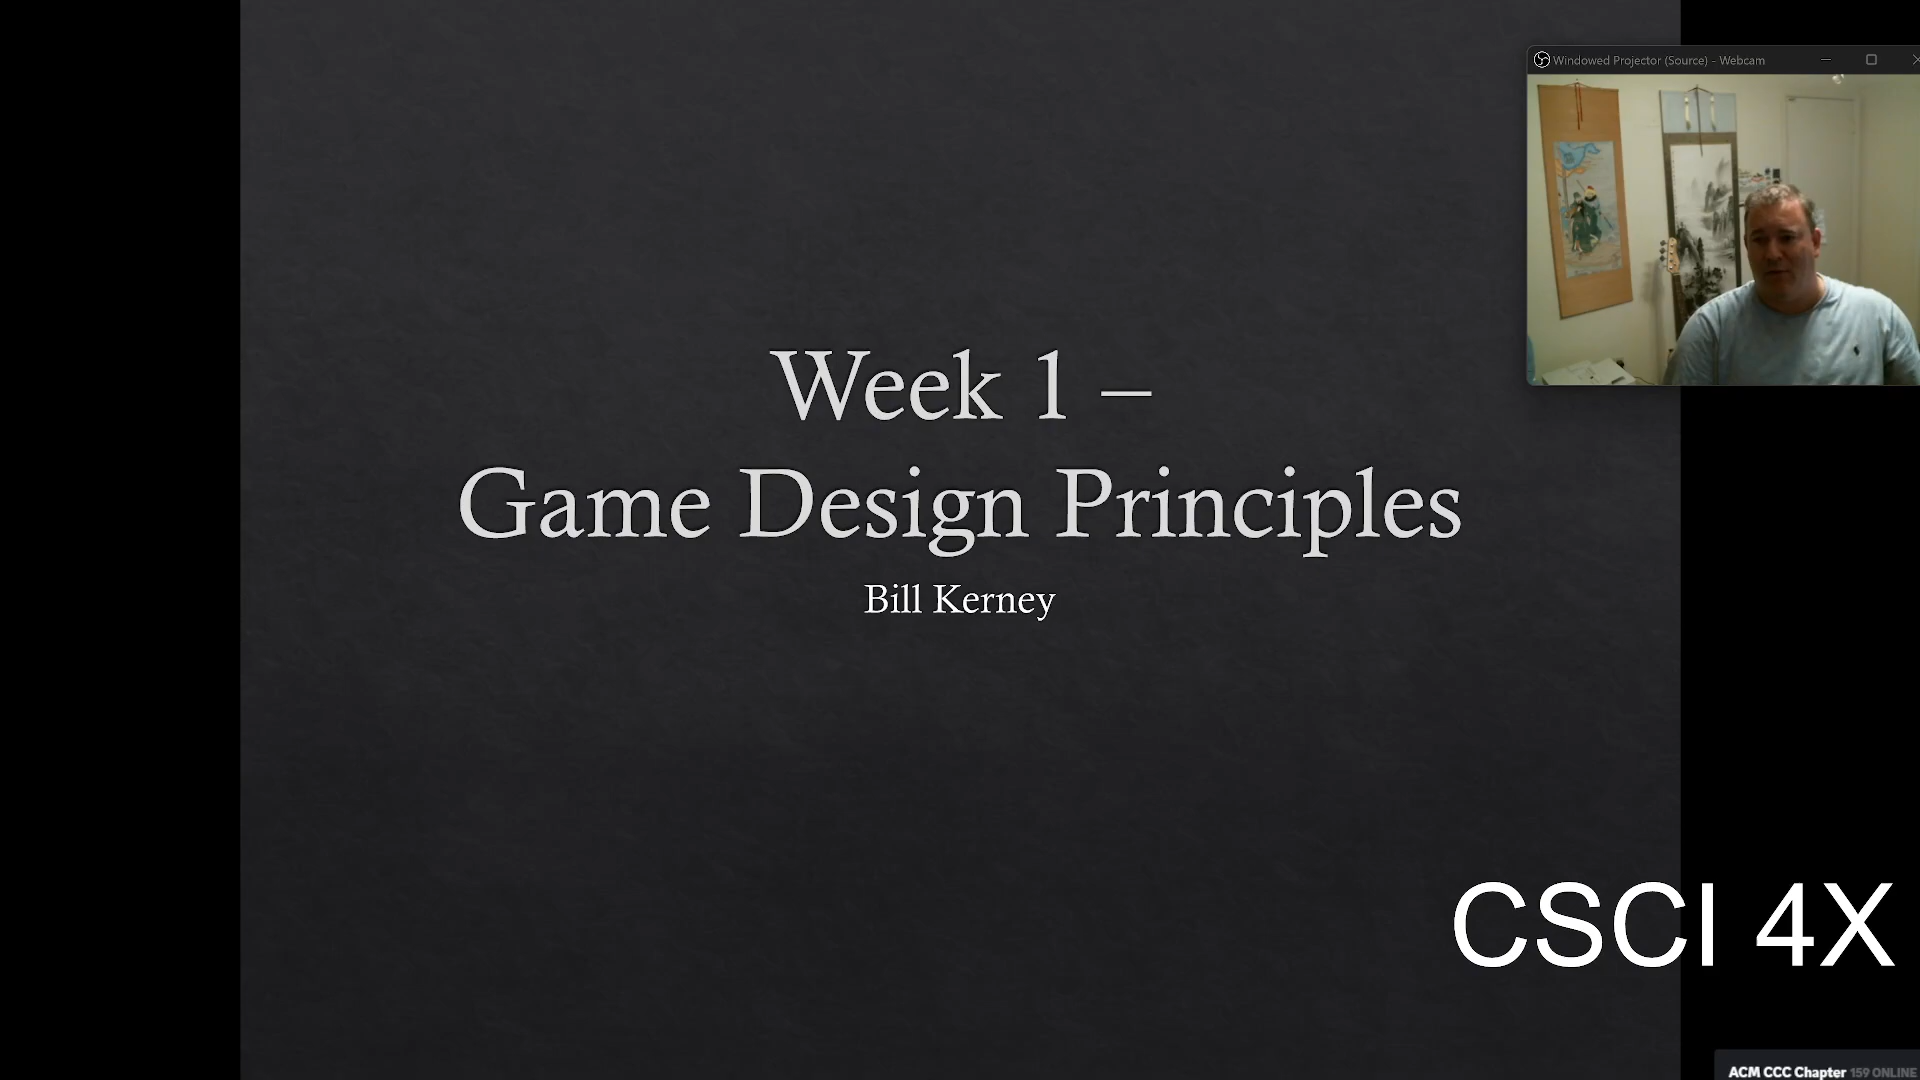 Windowed Projector (Source) - Webcam
Week 1 –
Game Design Principles
Bill Kerney
CSCI 4X
ACM CCC Chapter 159 ONLINE